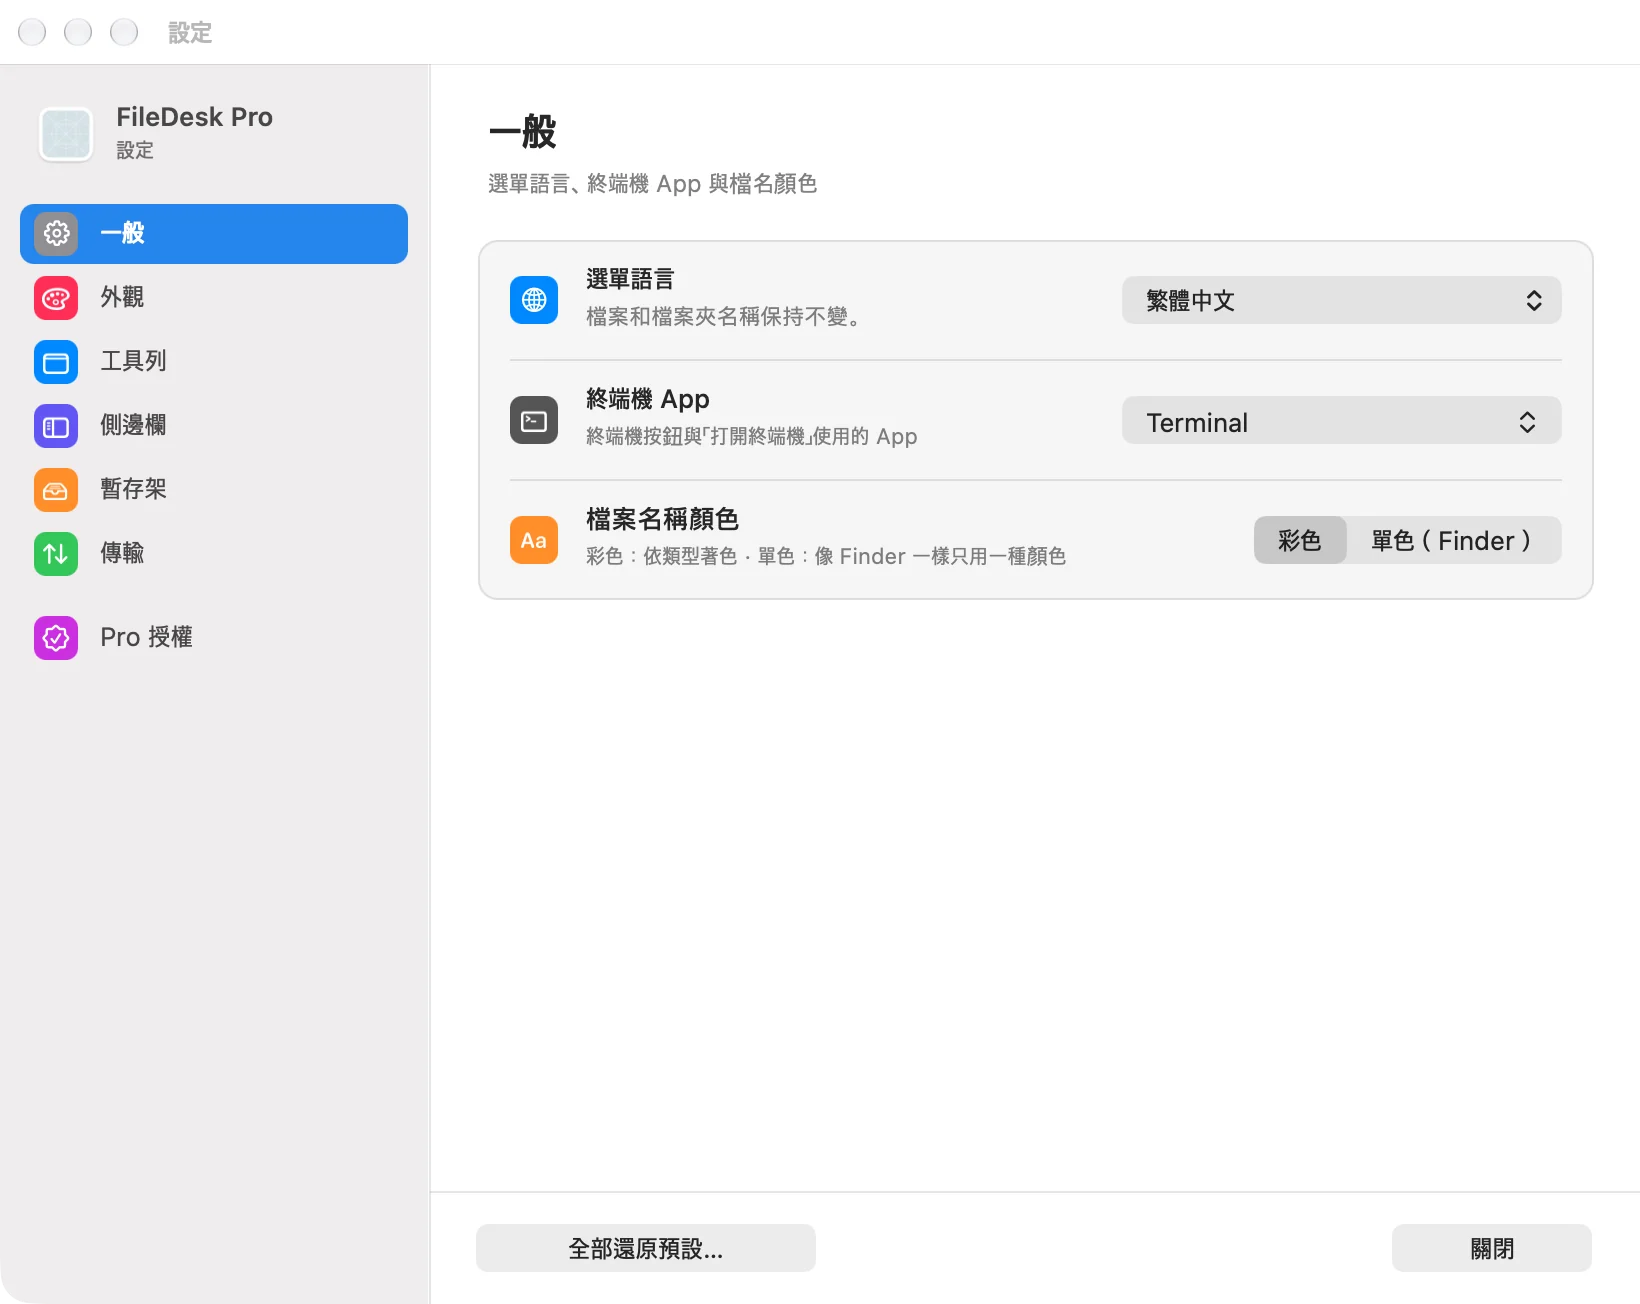 設定
FileDesk Pro
設定
一般
外觀
工具列
側邊欄
暫存架
傳輸
Pro 授權
一般
選單語言、終端機 App 與檔名顏色
選單語言
檔案和檔案夾名稱保持不變。
繁體中文
終端機 App
終端機按鈕與「打開終端機」使用的 App
Terminal
Aa
檔案名稱顏色
彩色：依類型著色 · 單色：像 Finder 一樣只用一種顏色
彩色
單色（Finder）
全部還原預設...
關閉